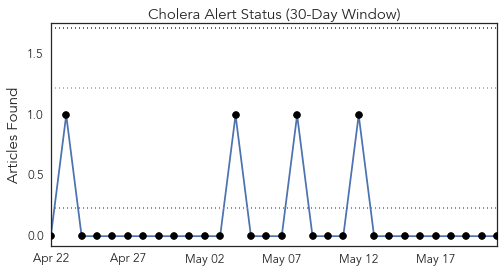 Cholera Alert Status (30-Day Window)
Articles Found
1.5
1.0
0.5
0.0
Apr 22
Apr 27
May 02
May 07
May 12
May 17